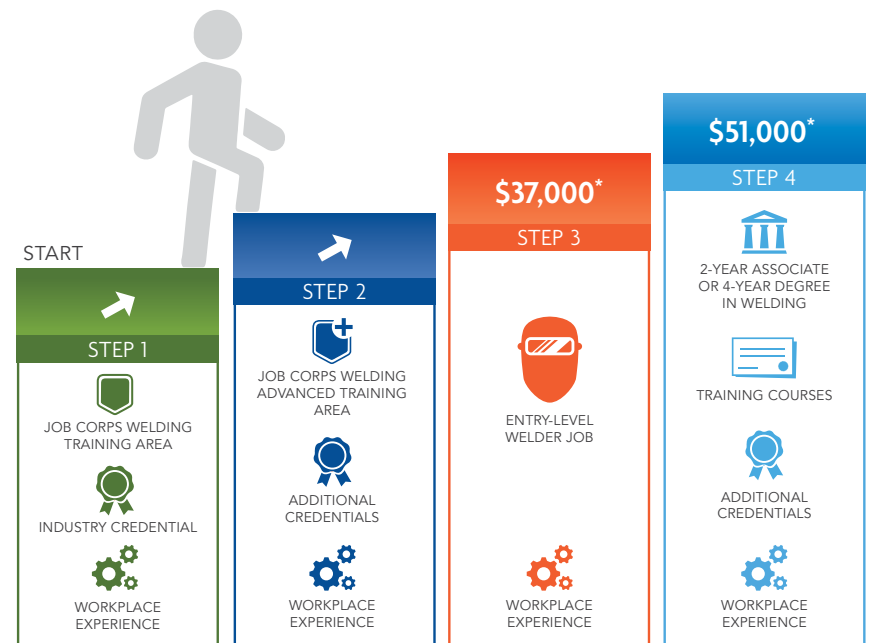 START
STEP 1
JOB CORPS WELDING
TRAINING AREA
INDUSTRY CREDENTIAL
WORKPLACE
EXPERIENCE
STEP 2
JOB CORPS WELDING
ADVANCED TRAINING
AREA
ADDITIONAL
CREDENTIALS
WORKPLACE
EXPERIENCE
$37,000*
STEP 3
ENTRY-LEVEL
WELDER JOB
WORKPLACE
EXPERIENCE
$51,000*
STEP 4
2-YEAR ASSOCIATE
OR 4-YEAR DEGREE
IN WELDING
TRAINING COURSES
ADDITIONAL
CREDENTIALS
WORKPLACE
EXPERIENCE